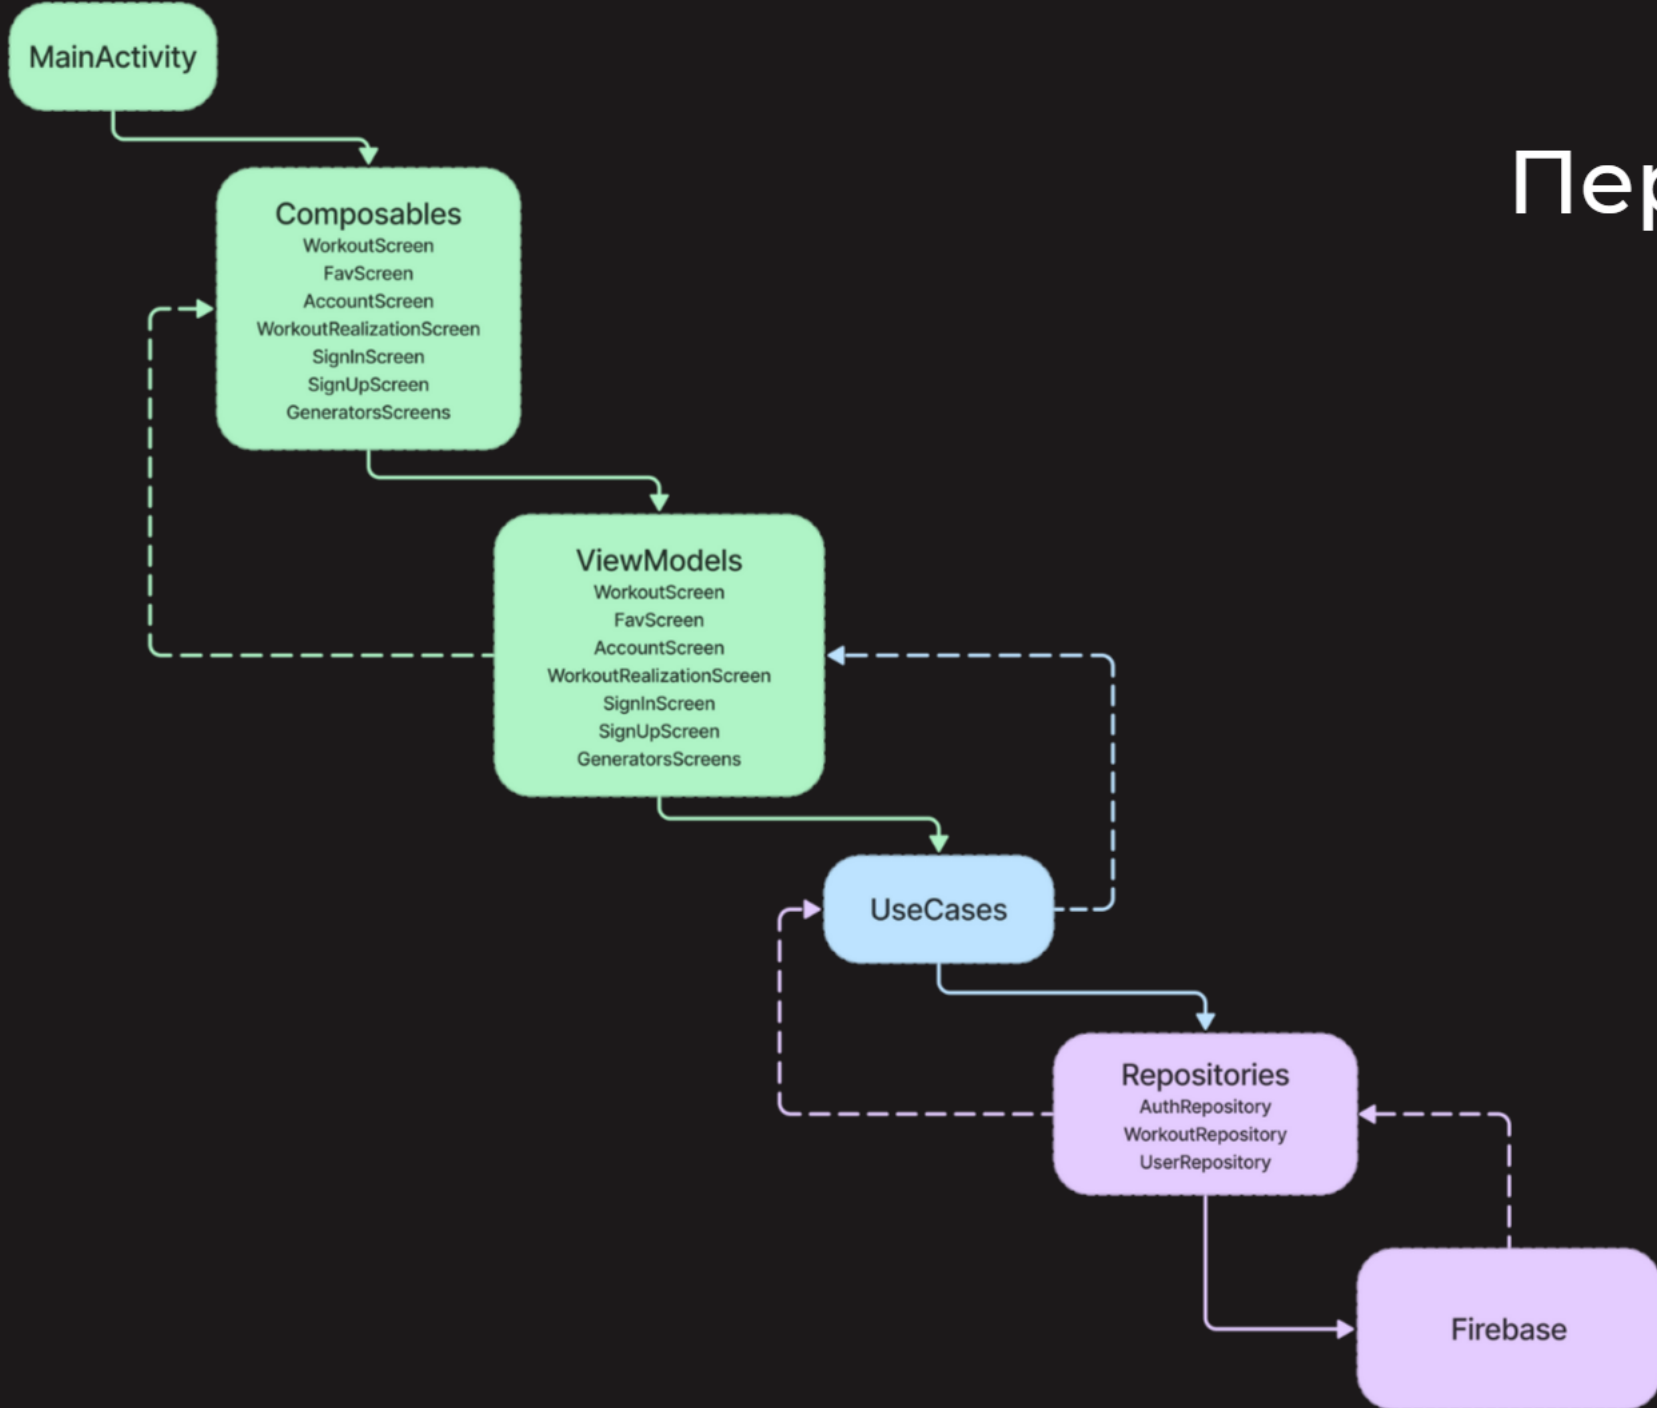 MainActivity
Composables
WorkoutScreen
FavScreen
AccountScreen
WorkoutRealizationScreen
SignInScreen
SignUpScreen
GeneratorsScreens
ViewModels
WorkoutScreen
FavScreen
AccountScreen
WorkoutRealizationScreen
SignInScreen
SignUpScreen
GeneratorsScreens
UseCases
Repositories
AuthRepository
WorkoutRepository
UserRepository
Firebase